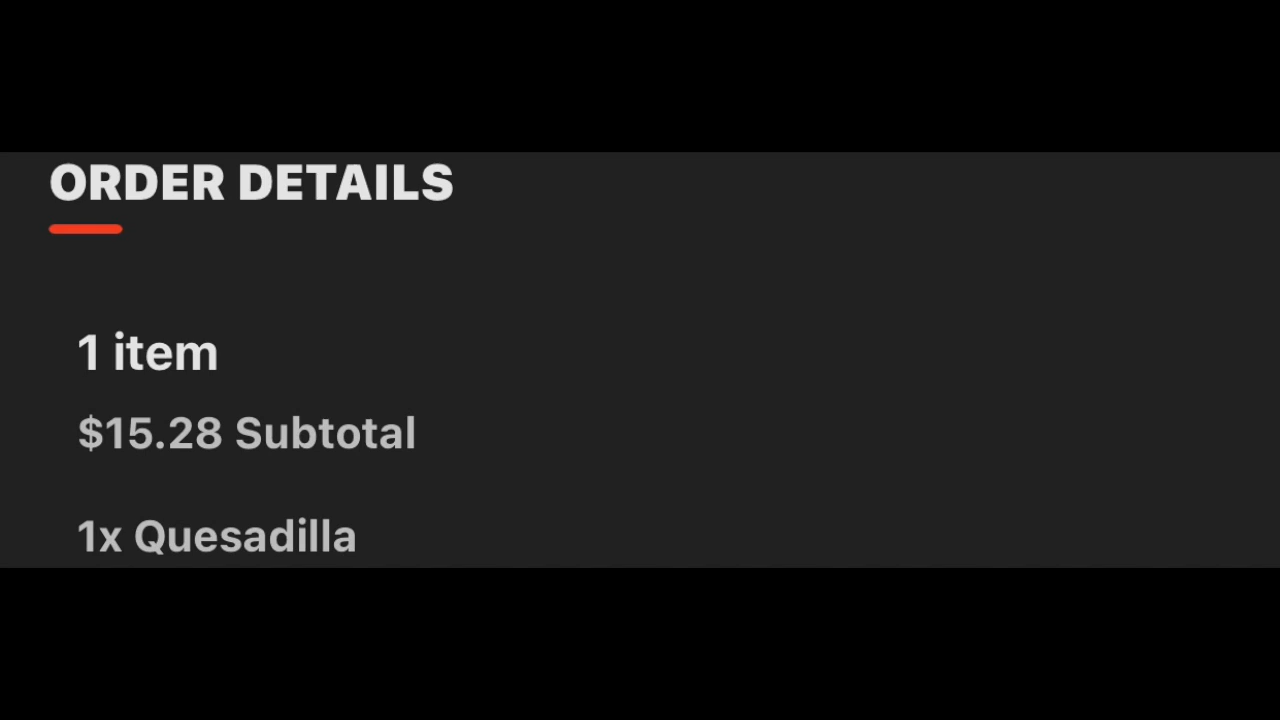 ORDER DETAILS
1 item
$15.28 Subtotal
1x Quesadilla